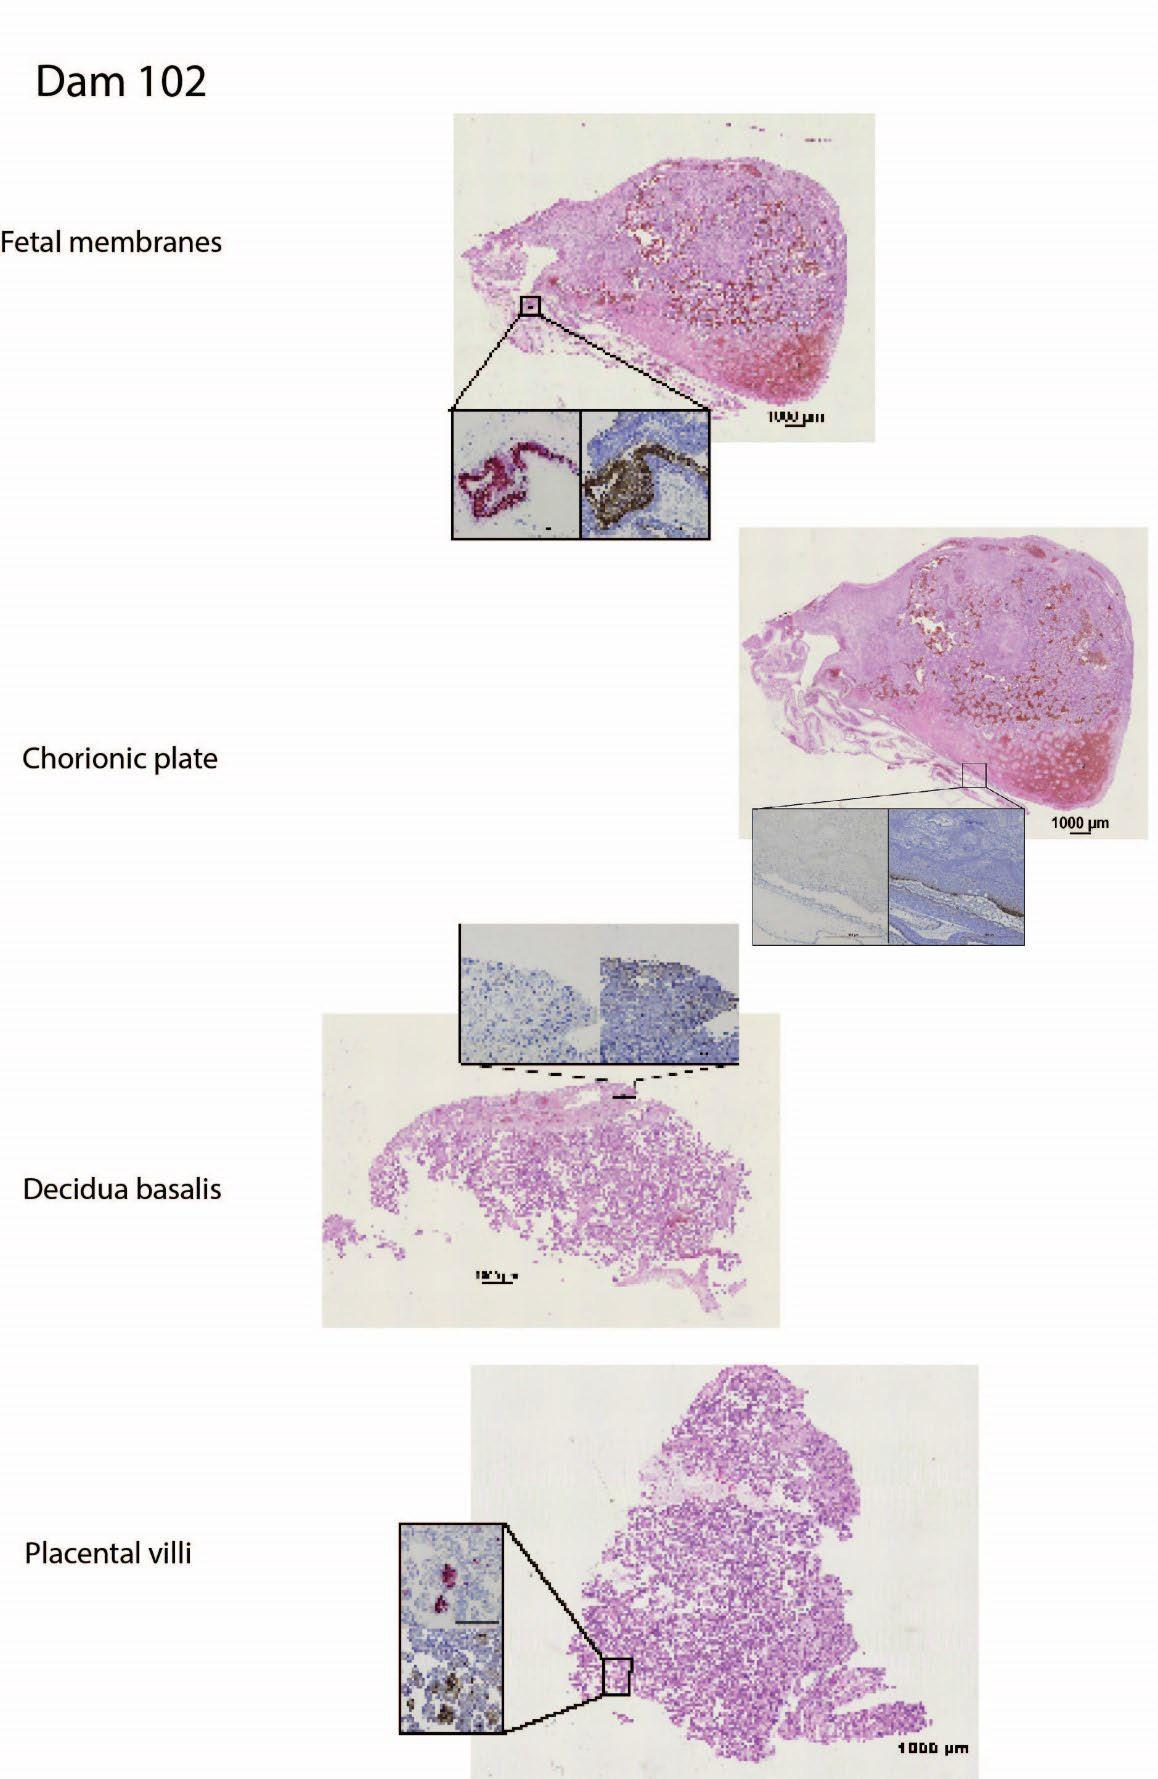 Dam 102
Fetal membranes
1000 µm
Chorionic plate
1000 µm
Decidua basalis
Placental villi
1000 µm